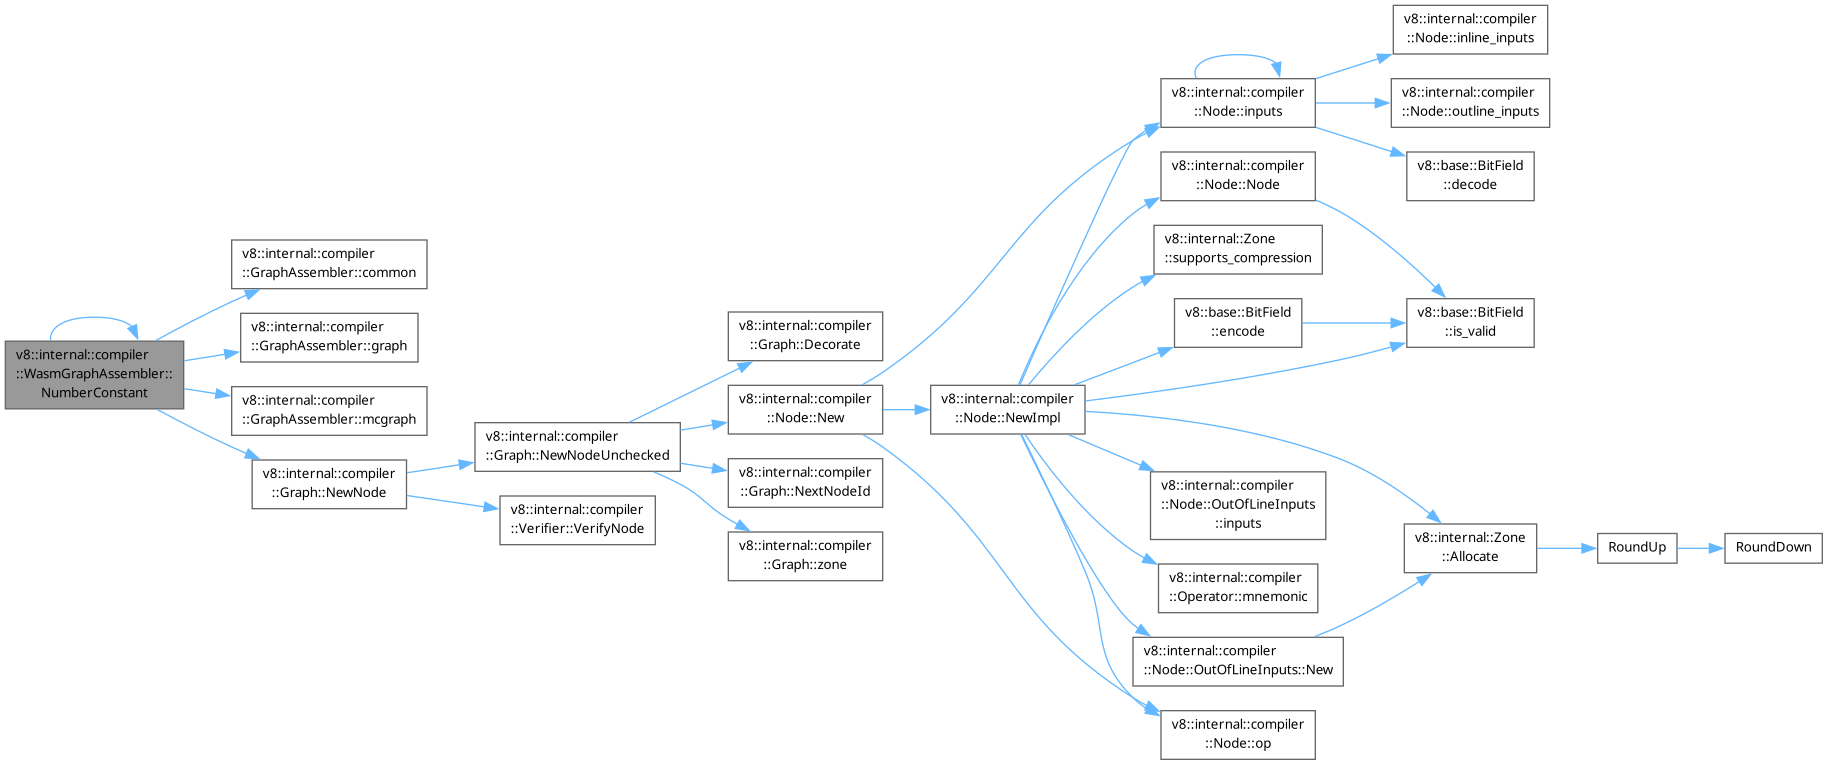 v8::internal::compiler
::WasmGraphAssembler::
NumberConstant
v8::internal::compiler
::GraphAssembler::common
v8::internal::compiler
::GraphAssembler::graph
v8::internal::compiler
::GraphAssembler::mcgraph
v8::internal::compiler
::Graph::NewNode
v8::internal::compiler
::Graph::NewNodeUnchecked
v8::internal::compiler
::Verifier::VerifyNode
v8::internal::compiler
::Graph::Decorate
v8::internal::compiler
::Node::New
v8::internal::compiler
::Graph::NextNodeId
v8::internal::compiler
::Graph::zone
v8::internal::compiler
::Node::NewImpl
v8::internal::compiler
::Node::inputs
v8::internal::compiler
::Node::Node
v8::internal::Zone
::supports_compression
v8::base::BitField
::encode
v8::internal::compiler
::Node::OutOfLineInputs
::inputs
v8::internal::compiler
::Operator::mnemonic
v8::internal::compiler
::Node::OutOfLineInputs::New
v8::internal::compiler
::Node::op
v8::internal::compiler
::Node::inline_inputs
v8::internal::compiler
::Node::outline_inputs
v8::base::BitField
::decode
v8::base::BitField
::is_valid
v8::internal::Zone
::Allocate
RoundUp
RoundDown